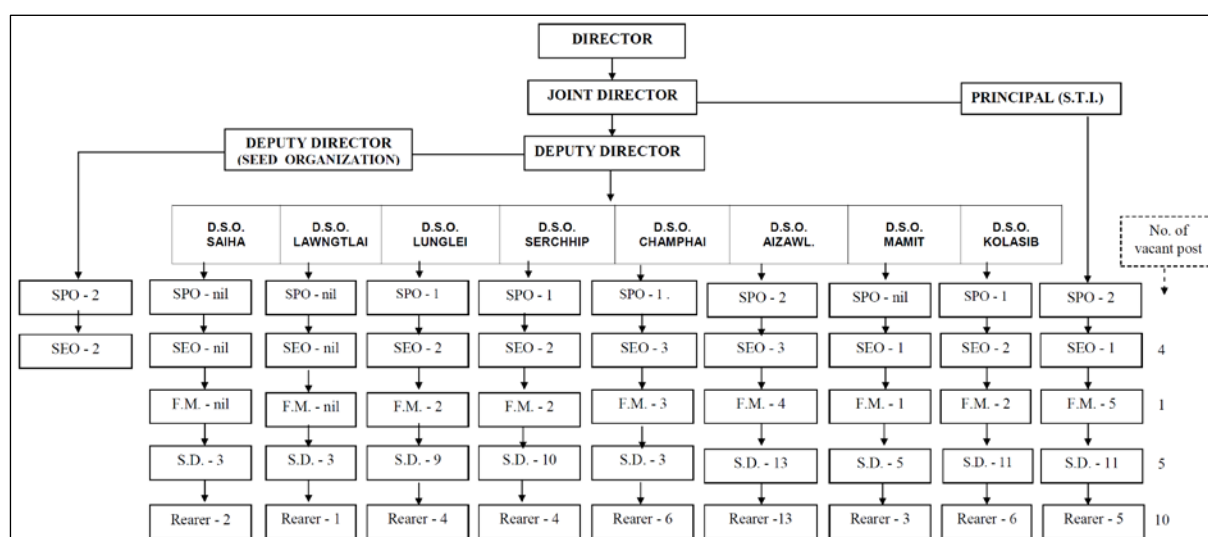 DIRECTOR
JOINT DIRECTOR
PRINCIPAL (S.T.I.)
DEPUTY DIRECTOR
(SEED ORGANIZATION)
DEPUTY DIRECTOR
D.S.O.
SAIHA
D.S.O.
LAWNGTLAI
D.S.O.
LUNGLEI
D.S.O.
SERCHHIP
D.S.O.
CHAMPHAI
D.S.O.
AIZAWL.
D.S.O.
MAMIT
D.S.O.
KOLASIB
No. of
vacant post
SPO - 2
SPO - nil
SPO - nil
SPO - 1
SPO - 1
SPO - 1 .
SPO - 2
SPO - nil
SPO - 1
SPO - 2
SEO - 2
SEO - nil
SEO - nil
SEO - 2
SEO - 2
SEO - 3
SEO - 3
SEO - 1
SEO - 2
SEO - 1
4
F.M. - nil
F.M. - nil
F.M. - 2
F.M. - 2
F.M. - 3
F.M. - 4
F.M. - 1
F.M. - 2
F.M. - 5
1
S.D. - 3
S.D. - 3
S.D. - 9
S.D. - 10
S.D. - 3
S.D. - 13
S.D. - 5
S.D. - 11
S.D. - 11
5
Rearer - 2
Rearer - 1
Rearer - 4
Rearer - 4
Rearer - 6
Rearer -13
Rearer - 3
Rearer - 6
Rearer - 5
10